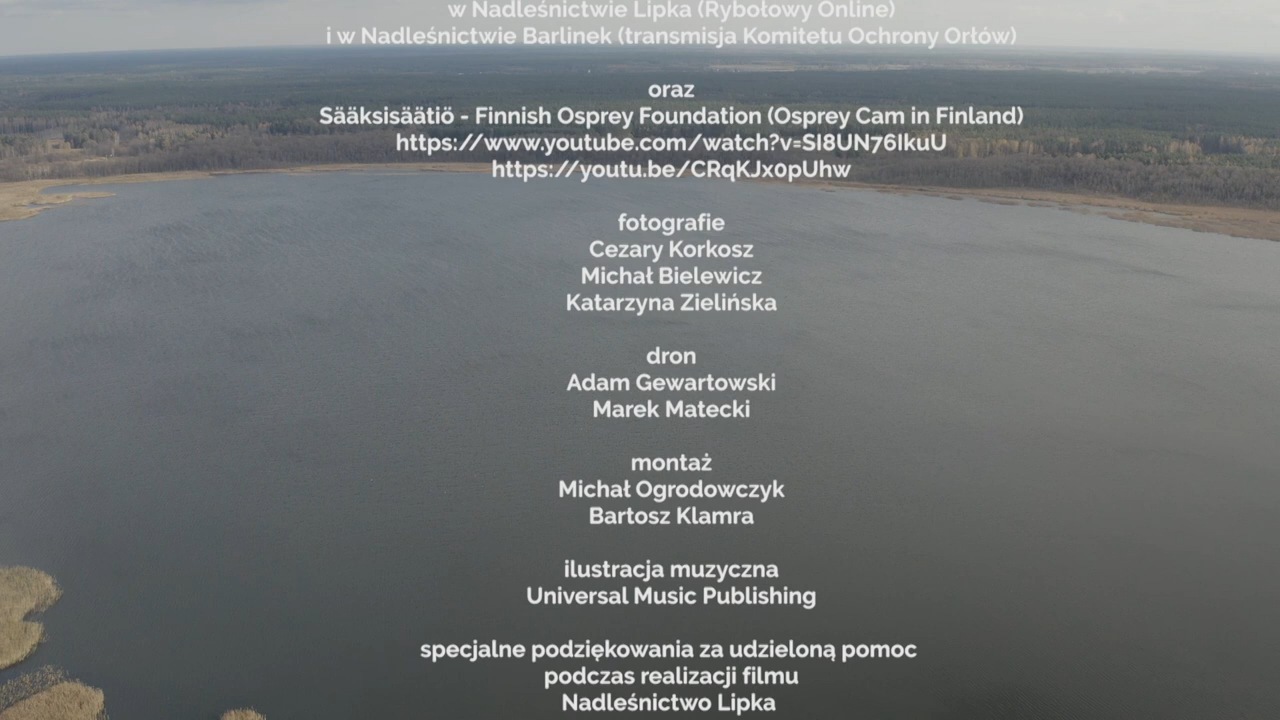 w Nadleśnictwie Lipka (Rybołowy Online)
i w Nadleśnictwie Barlinek (transmisja Komitetu Ochrony Orłów)
oraz
Sääksisäätiö - Finnish Osprey Foundation (Osprey Cam in Finland)
https://www.youtube.com/watch?v=SI8UN76IkuU
https://youtu.be/CRqKJx0pUhw
fotografie
Cezary Korkosz
Michał Bielewicz
Katarzyna Zielińska
dron
Adam Gewartowski
Marek Matecki
montaż
Michał Ogrodowczyk
Bartosz Klamra
ilustracja muzyczna
Universal Music Publishing
specjalne podziękowania za udzieloną pomoc
podczas realizacji filmu
Nadleśnictwo Lipka